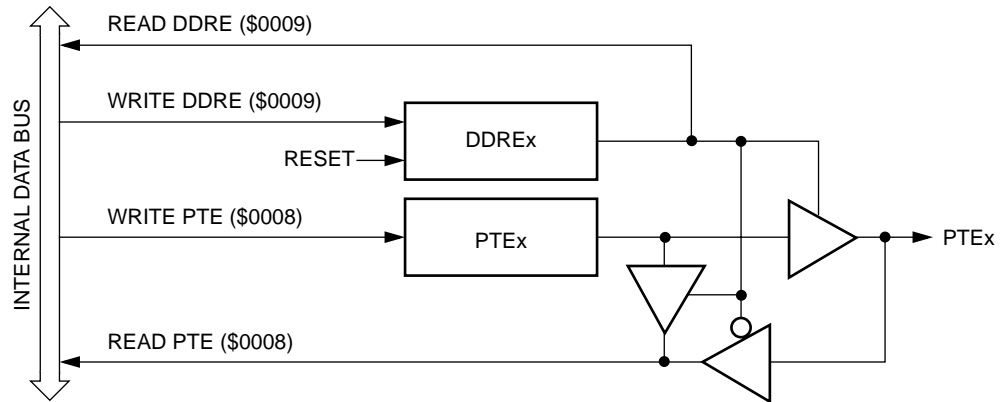 READ DDRE ($0009)
WRITE DDRE ($0009)
DDREx
RESET
WRITE PTE ($0008)
PTEx
PTEx
READ PTE ($0008)
INTERNAL DATA BUS